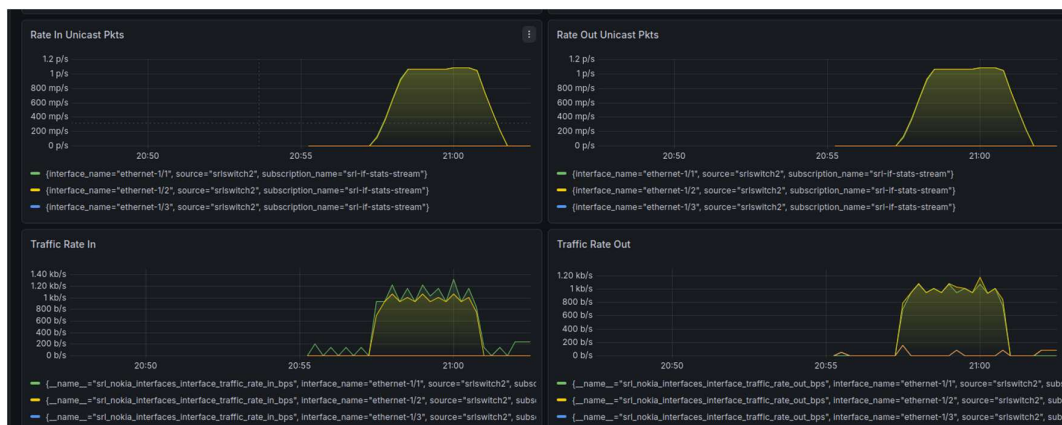 Rate In Unicast Pkts
1.2 p/s
1 p/s
800 mp/s
600 mp/s
400 mp/s
200 mp/s
0 p/s
20:50 20:55 21:00
{interface_name="ethernet-1/1", source="srlswitch2", subscription_name="srl-if-stats-stream"}
{interface_name="ethernet-1/2", source="srlswitch2", subscription_name="srl-if-stats-stream"}
{interface_name="ethernet-1/3", source="srlswitch2", subscription_name="srl-if-stats-stream"}
Rate Out Unicast Pkts
1.2 p/s
1 p/s
800 mp/s
600 mp/s
400 mp/s
200 mp/s
0 p/s
20:50 20:55 21:00
{interface_name="ethernet-1/1", source="srlswitch2", subscription_name="srl-if-stats-stream"}
{interface_name="ethernet-1/2", source="srlswitch2", subscription_name="srl-if-stats-stream"}
{interface_name="ethernet-1/3", source="srlswitch2", subscription_name="srl-if-stats-stream"}
Traffic Rate In
1.40 kb/s
1.20 kb/s
1 kb/s
800 b/s
600 b/s
400 b/s
200 b/s
0 b/s
20:50 20:55 21:00
{__name__="srl_nokia_interfaces_interface_traffic_rate_in_bps", interface_name="ethernet-1/1", source="srlswitch2", subsc
{__name__="srl_nokia_interfaces_interface_traffic_rate_in_bps", interface_name="ethernet-1/2", source="srlswitch2", subs
{__name__="srl_nokia_interfaces_interface_traffic_rate_in_bps", interface_name="ethernet-1/3", source="srlswitch2", subs
Traffic Rate Out
1.20 kb/s
1 kb/s
800 b/s
600 b/s
400 b/s
200 b/s
0 b/s
20:50 20:55 21:00
{__name__="srl_nokia_interfaces_interface_traffic_rate_out_bps", interface_name="ethernet-1/1", source="srlswitch2", su
{__name__="srl_nokia_interfaces_interface_traffic_rate_out_bps", interface_name="ethernet-1/2", source="srlswitch2", su
{__name__="srl_nokia_interfaces_interface_traffic_rate_out_bps", interface_name="ethernet-1/3", source="srlswitch2", su